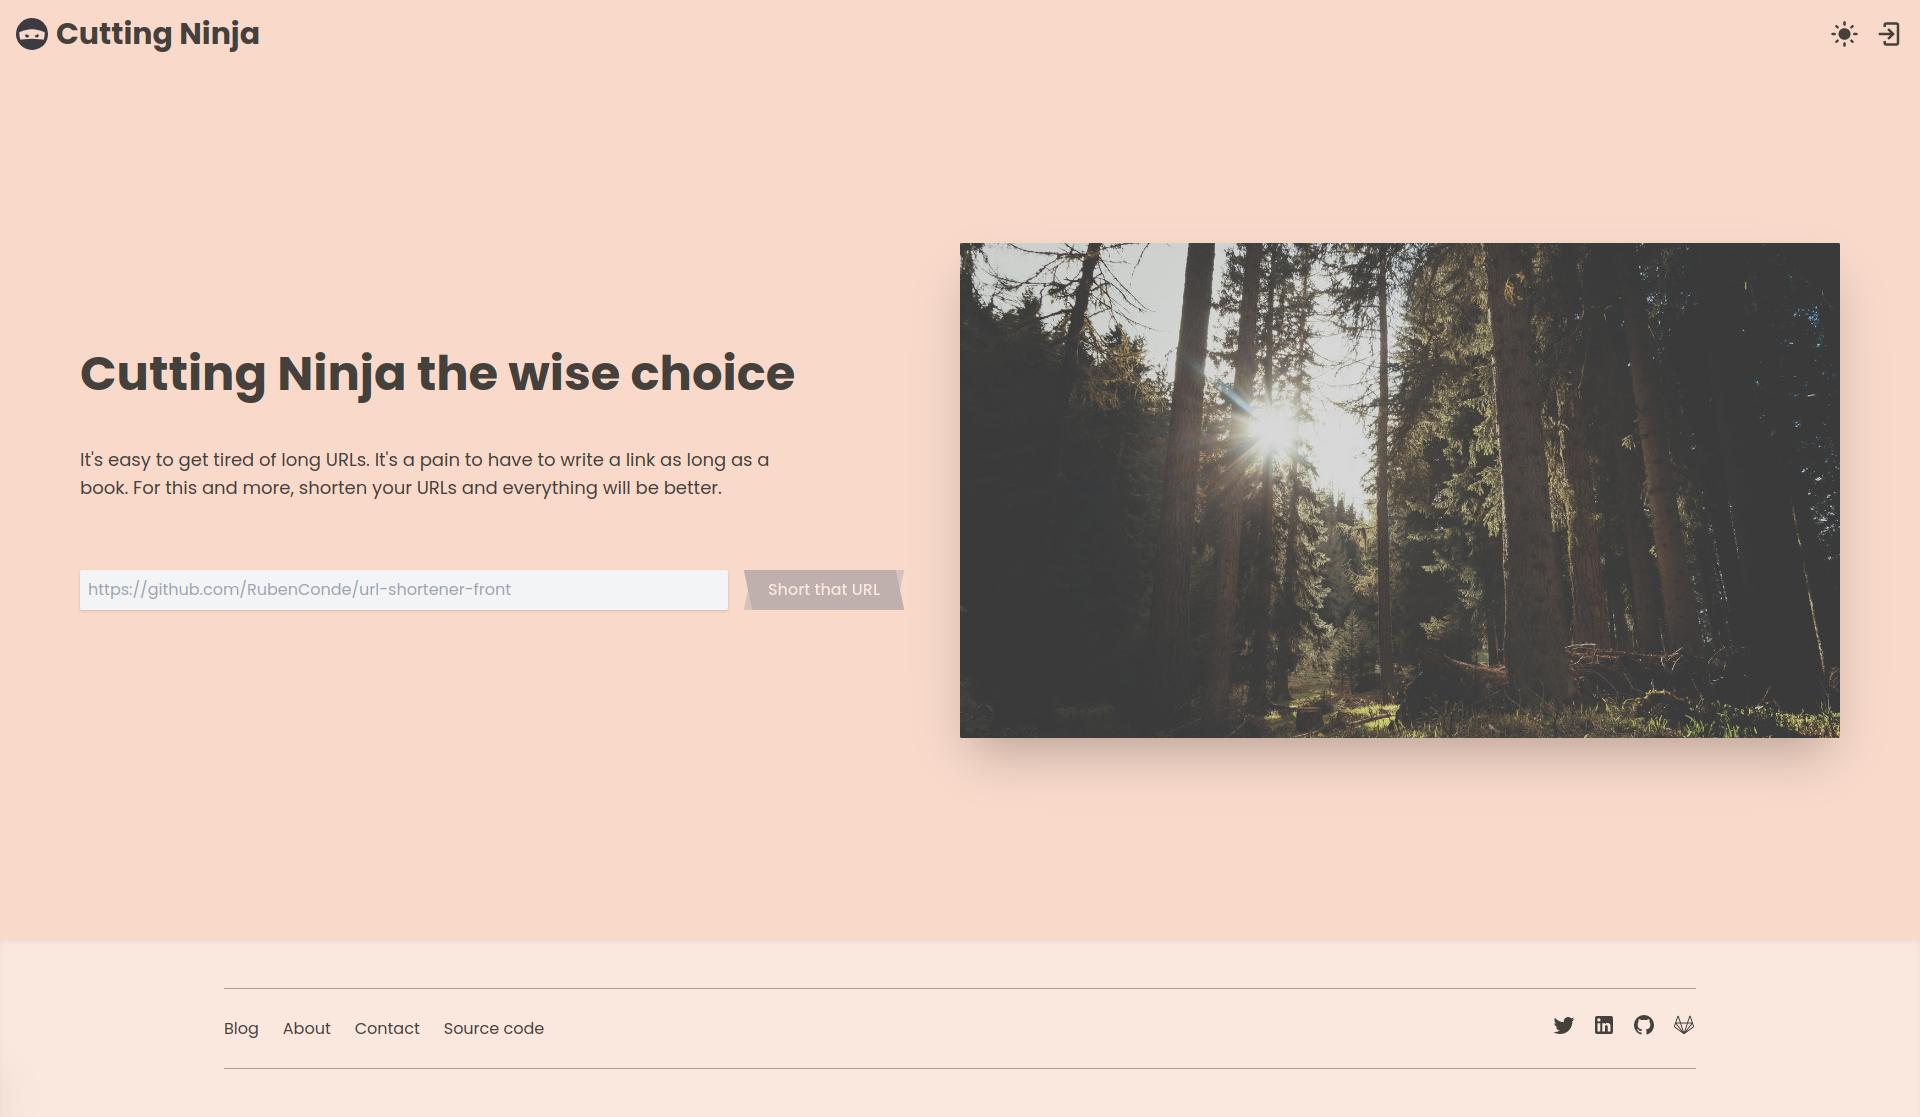 Cutting Ninja
Cutting Ninja the wise choice
It's easy to get tired of long URLs. It's a pain to have to write a link as long as a
book. For this and more, shorten your URLs and everything will be better.
https://github.com/RubenConde/url-shortener-front
Short that URL
Blog About Contact Source code